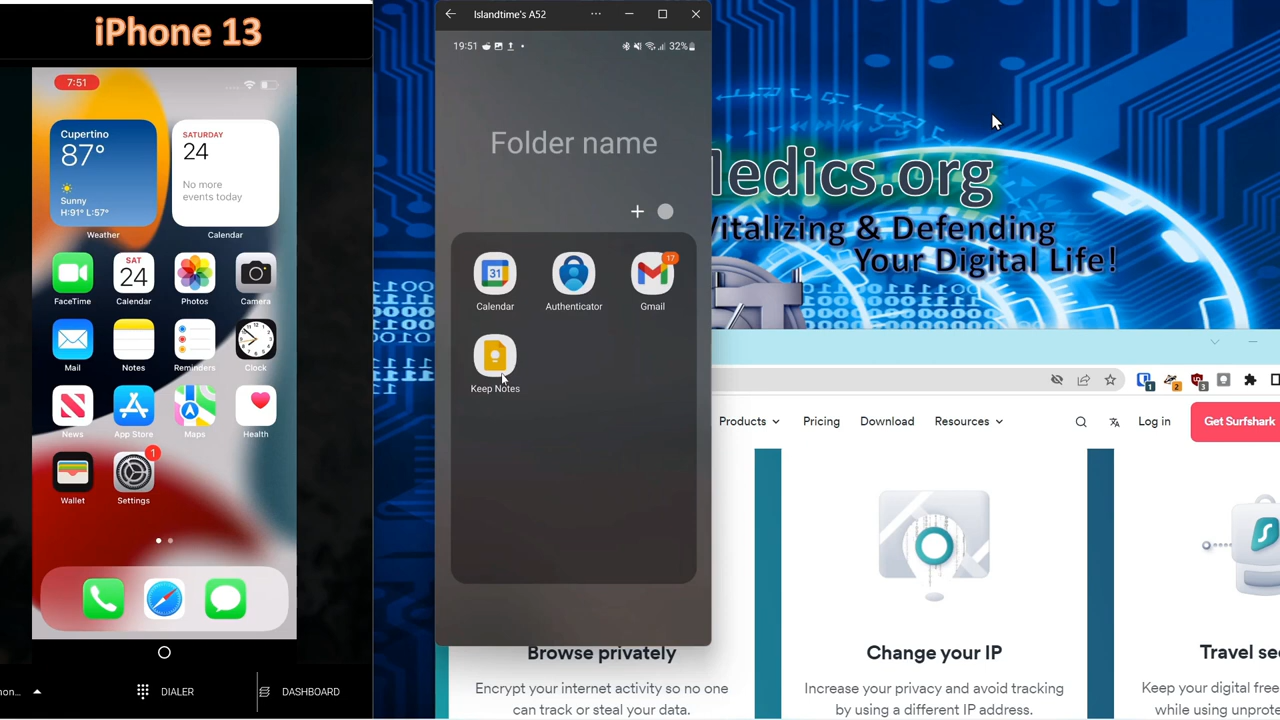 iPhone 13
7:51
Cupertino
87°
Sunny
H:91° L:57°
Weather
SATURDAY
24
No more
events today
Calendar
FaceTime
SAT
24
Calendar
Photos
Camera
Mail
Notes
Reminders
Clock
News
App Store
Maps
Health
Wallet
1
Settings
DIALER
DASHBOARD
Islandtime's A52
19:51
32%
Folder name
31
Calendar
Authenticator
17
Gmail
Keep Notes
Medics.org
Vitalizing & Defending
Your Digital Life!
1
2
3
Products
Pricing
Download
Resources
Log in
Get Surfshark
Browse privately
Encrypt your internet activity so no one
can track or steal your data.
Change your IP
Increase your privacy and avoid tracking
by using a different IP address.
Keep your digital
while using